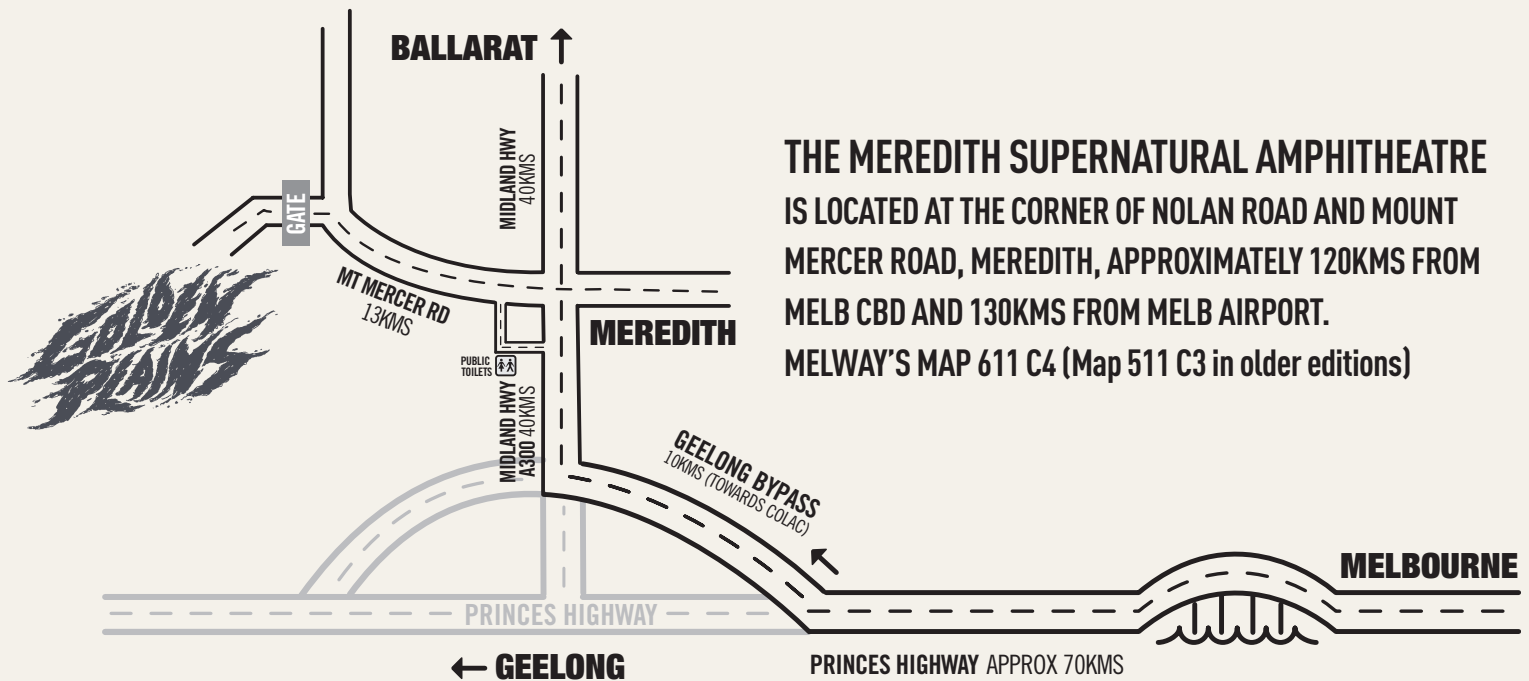 BALLARAT
MIDLAND HWY
40KMS
GATE
THE MEREDITH SUPERNATURAL AMPHITHEATRE
IS LOCATED AT THE CORNER OF NOLAN ROAD AND MOUNT
MERCER ROAD, MEREDITH, APPROXIMATELY 120KMS FROM
MELB CBD AND 130KMS FROM MELB AIRPORT.
MELWAY'S MAP 611 C4 (Map 511 C3 in older editions)
GOLDEN
PLAINS
MT MERCER RD
13KMS
MEREDITH
PUBLIC
TOILETS
MIDLAND HWY
A300 40KMS
GEELONG BYPASS
10KMS (TOWARDS COLAC)
MELBOURNE
PRINCES HIGHWAY
GEELONG
PRINCES HIGHWAY APPROX 70KMS